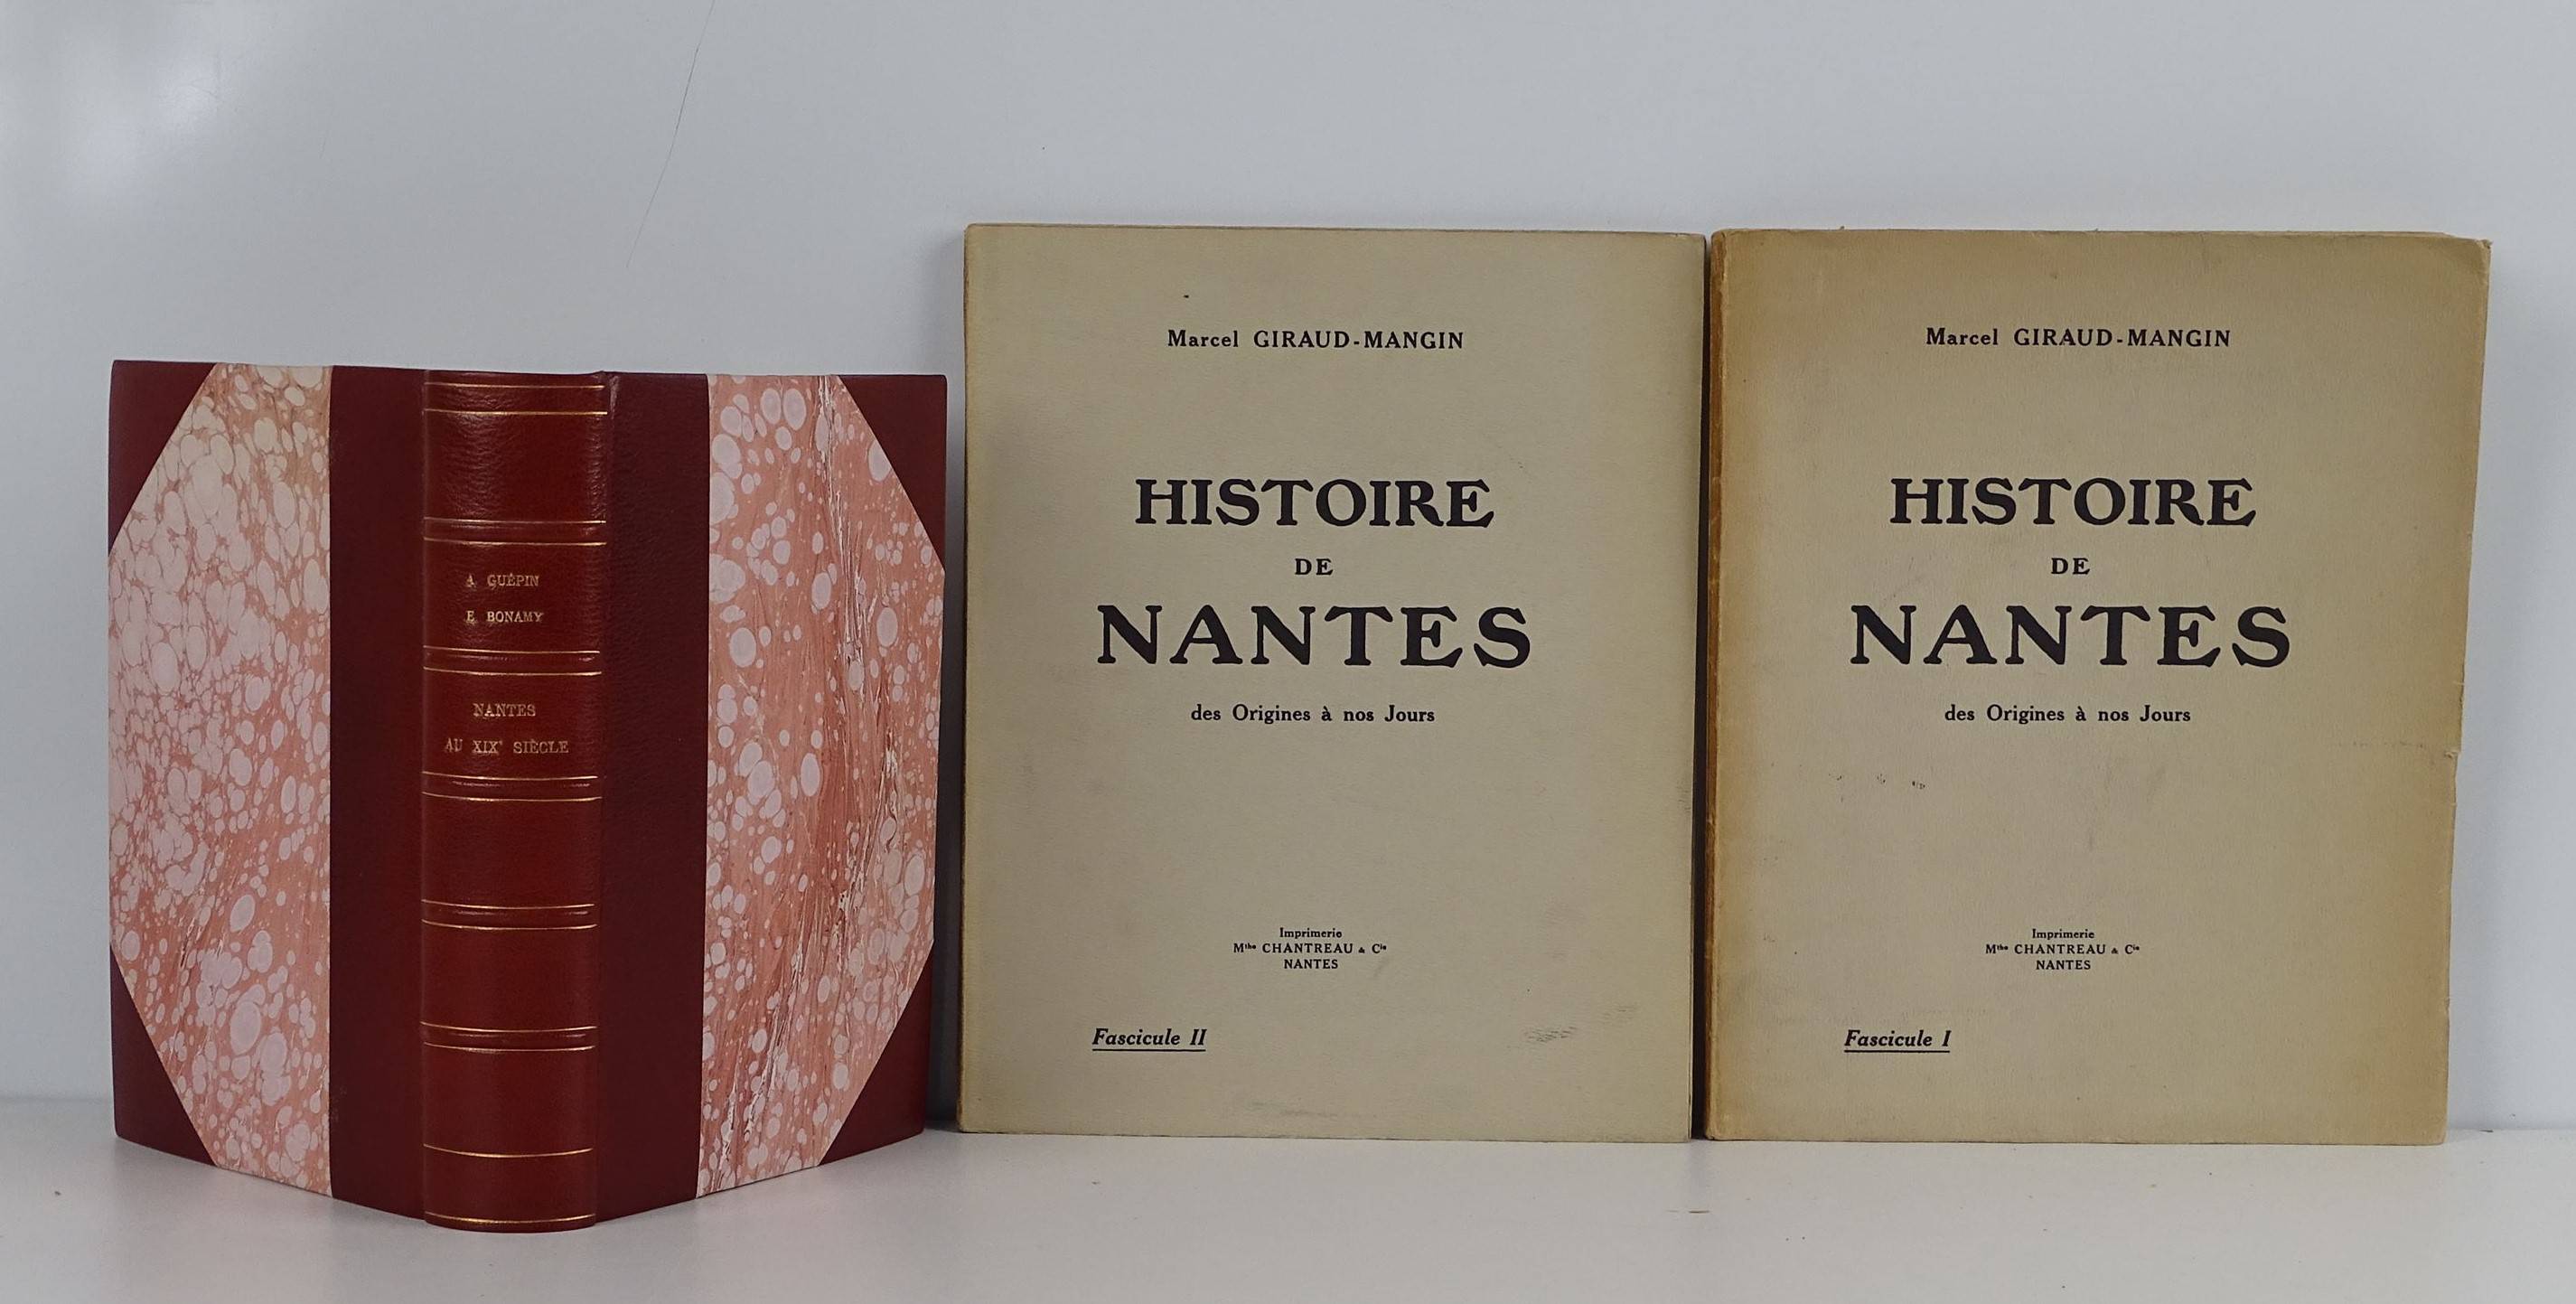 A GUÉPIN
E BONAMY
NANTES
AU XIXᵉ SIÈCLE
Marcel GIRAUD-MANGIN
HISTOIRE
DE
NANTES
des Origines à nos Jours
Imprimerie
Mᵗʰᵉ CHANTREAU & Cⁱᵉ
NANTES
Fascicule II
Marcel GIRAUD-MANGIN
HISTOIRE
DE
NANTES
des Origines à nos Jours
Imprimerie
Mᵗʰᵉ CHANTREAU & Cⁱᵉ
NANTES
Fascicule I